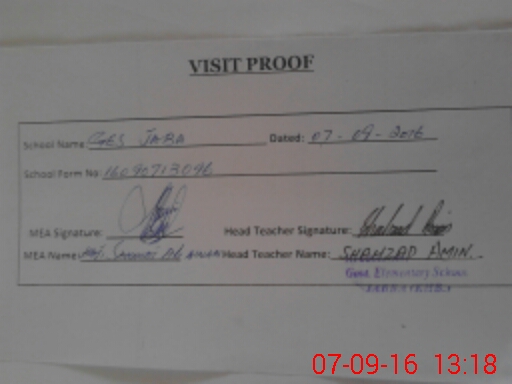 VISIT PROOF
School Name GES JABA Dated: 07-09-2016
School Form No 16090713096
MEA Signature: Head Teacher Signature:
MEA Name: Head Teacher Name: SHAHZAD AMIN.
Govt. Elementary School
07-09-16 13:18